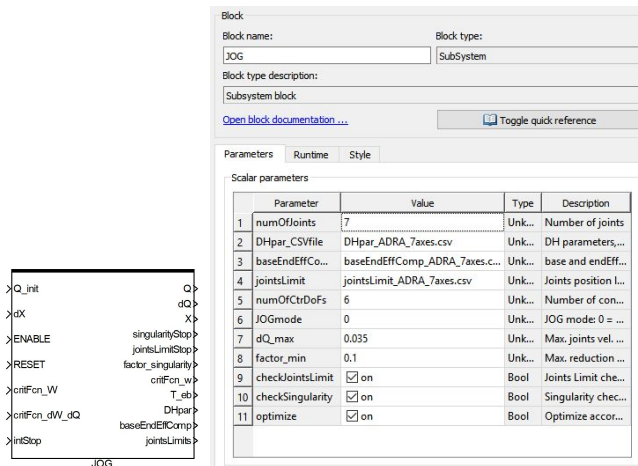 Q_init
dX
ENABLE
RESET
critFcn_W
critFcn_dW_dQ
intStop
Q
dQ
X
singularityStop
jointsLimitStop
factor_singularity
critFcn_w
T_eb
DHpar
baseEndEffComp
jointsLimits
JOG
Block
Block name: Block type:
JOG SubSystem
Block type description:
Subsystem block
Open block documentation ... Toggle quick reference
Parameters Runtime Style
Scalar parameters
Parameter Value Type Description
1 numOfJoints 7 Unk... Number of joints
2 DHpar_CSVfile DHpar_ADRA_7axes.csv Unk... DH parameters,...
3 baseEndEffCo... baseEndEffComp_ADRA_7axes.c... Unk... base and endEff...
4 jointsLimit jointsLimit_ADRA_7axes.csv Unk... Joints position l...
5 numOfCtrDoFs 6 Unk... Number of con...
6 JOGmode 0 Unk... JOG mode: 0 = ...
7 dQ_max 0.035 Unk... Max. joints vel. ...
8 factor_min 0.1 Unk... Max. reduction ...
9 checkJointsLimit on Bool Joints Limit che...
10 checkSingularity on Bool Singularity chec...
11 optimize on Bool Optimize accor...